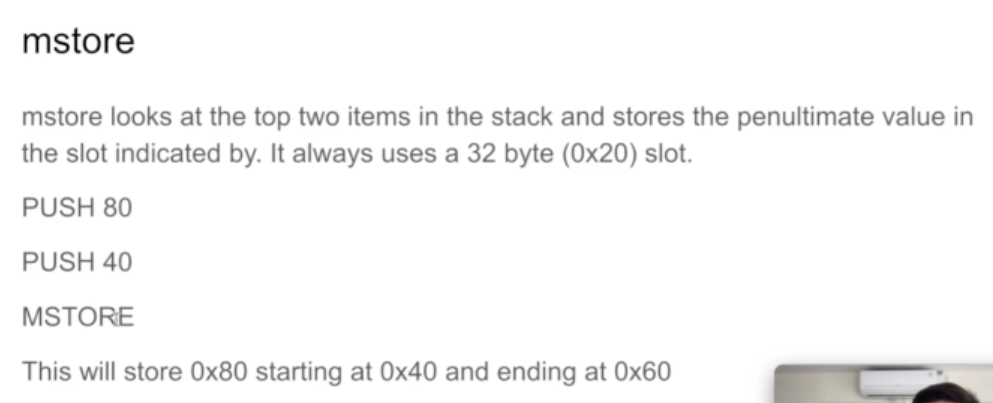 mstore
mstore looks at the top two items in the stack and stores the penultimate value in
the slot indicated by. It always uses a 32 byte (0x20) slot.
PUSH 80
PUSH 40
MSTORE
This will store 0x80 starting at 0x40 and ending at 0x60